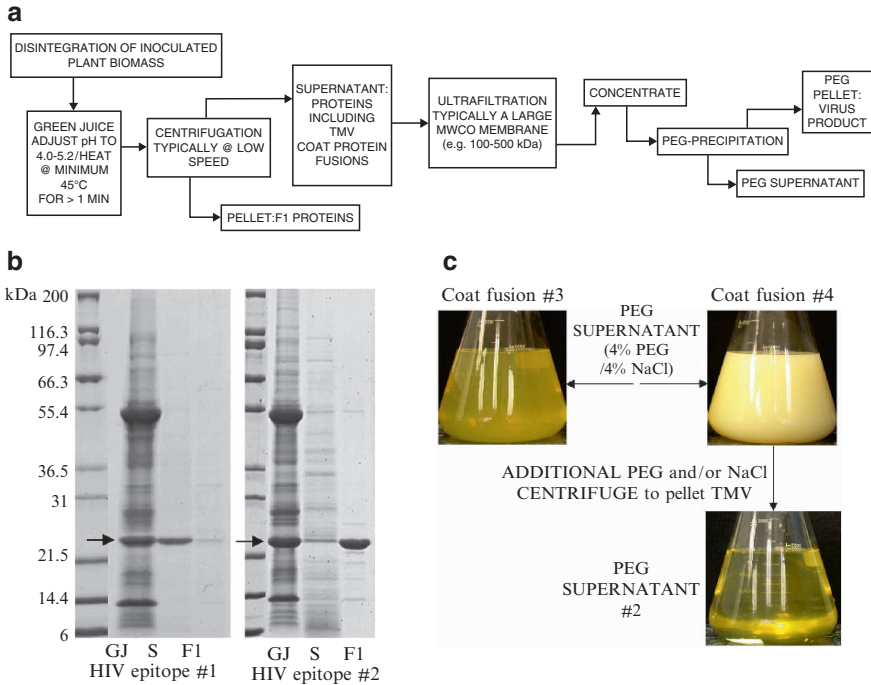 a
DISINTEGRATION OF INOCULATED
PLANT BIOMASS
GREEN JUICE
ADJUST pH TO
4.0-5.2/HEAT
@ MINIMUM
45°C
FOR > 1 MIN
CENTRIFUGATION
TYPICALLY @ LOW
SPEED
PELLET:F1 PROTEINS
SUPERNATANT:
PROTEINS
INCLUDING
TMV
COAT PROTEIN
FUSIONS
ULTRAFILTRATION
TYPICALLY A LARGE
MWCO MEMBRANE
(e.g. 100-500 kDa)
CONCENTRATE
PEG-PRECIPITATION
PEG
PELLET:
VIRUS
PRODUCT
PEG SUPERNATANT
b
kDa 200
116.3
97.4
66.3
55.4
36.5
31
21.5
14.4
6
GJ S F1
HIV epitope #1
GJ S F1
HIV epitope #2
c
Coat fusion #3
Coat fusion #4
PEG
SUPERNATANT
(4% PEG
/4% NaCl)
ADDITIONAL PEG and/or NaCl
CENTRIFUGE to pellet TMV
PEG
SUPERNATANT
#2